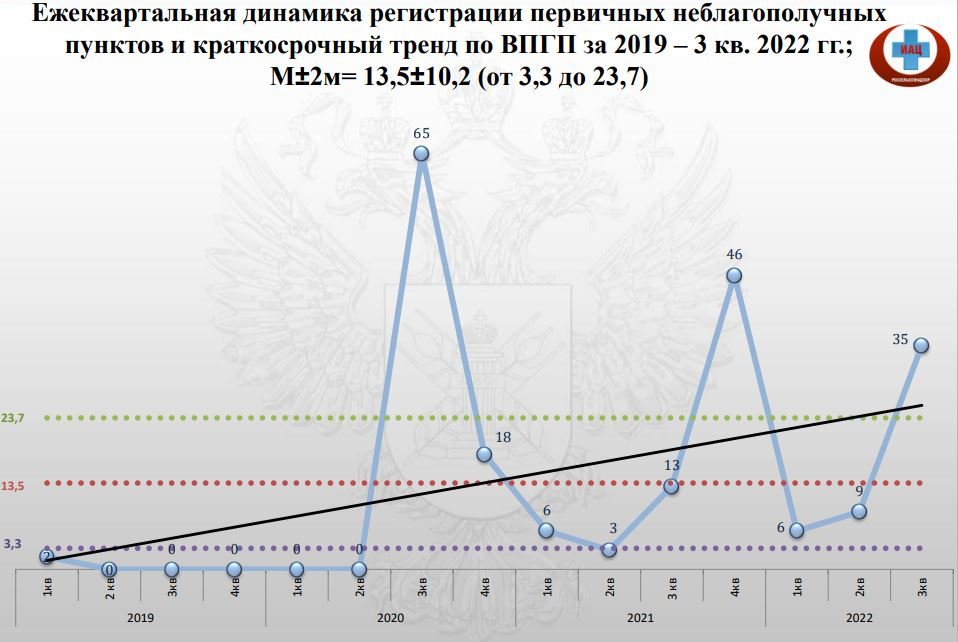 Ежеквартальная динамика регистрации первичных неблагополучных
пунктов и краткосрочный тренд по ВПГП за 2019 – 3 кв. 2022 гг.;
М±2м= 13,5±10,2 (от 3,3 до 23,7)
ИАЦ
РОССЕЛЬХОЗНАДЗОР
65
46
35
23,7
18
13,5
13
9
6
6
3
3,3
2
0
0
0
0
0
1кв 2 кв 3кв 4кв 1кв 2кв 3кв 4кв 1кв 2кв 3 кв 4кв 1кв 2кв 3кв
2019 2020 2021 2022